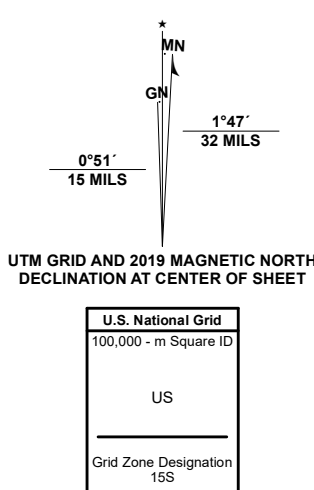 MN
GN
1°47´
32 MILS
0°51´
15 MILS
UTM GRID AND 2019 MAGNETIC NORTH
DECLINATION AT CENTER OF SHEET
U.S. National Grid
100,000 - m Square ID
US
Grid Zone Designation
15S